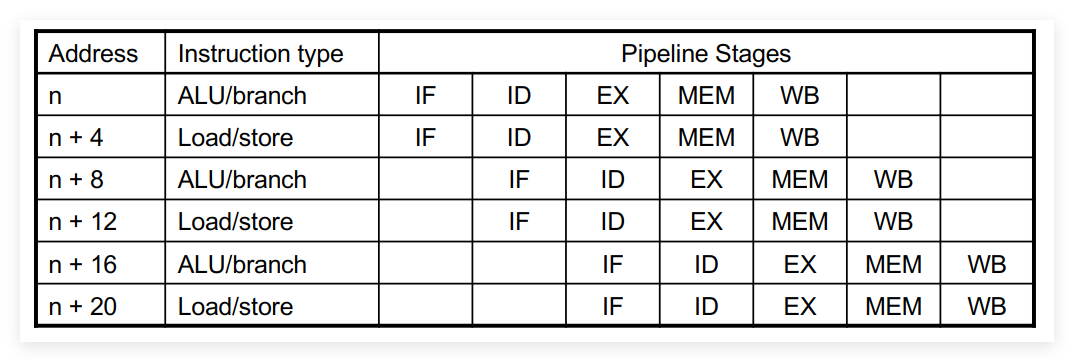 Address Instruction type Pipeline Stages
n ALU/branch IF ID EX MEM WB
n + 4 Load/store IF ID EX MEM WB
n + 8 ALU/branch IF ID EX MEM WB
n + 12 Load/store IF ID EX MEM WB
n + 16 ALU/branch IF ID EX MEM WB
n + 20 Load/store IF ID EX MEM WB